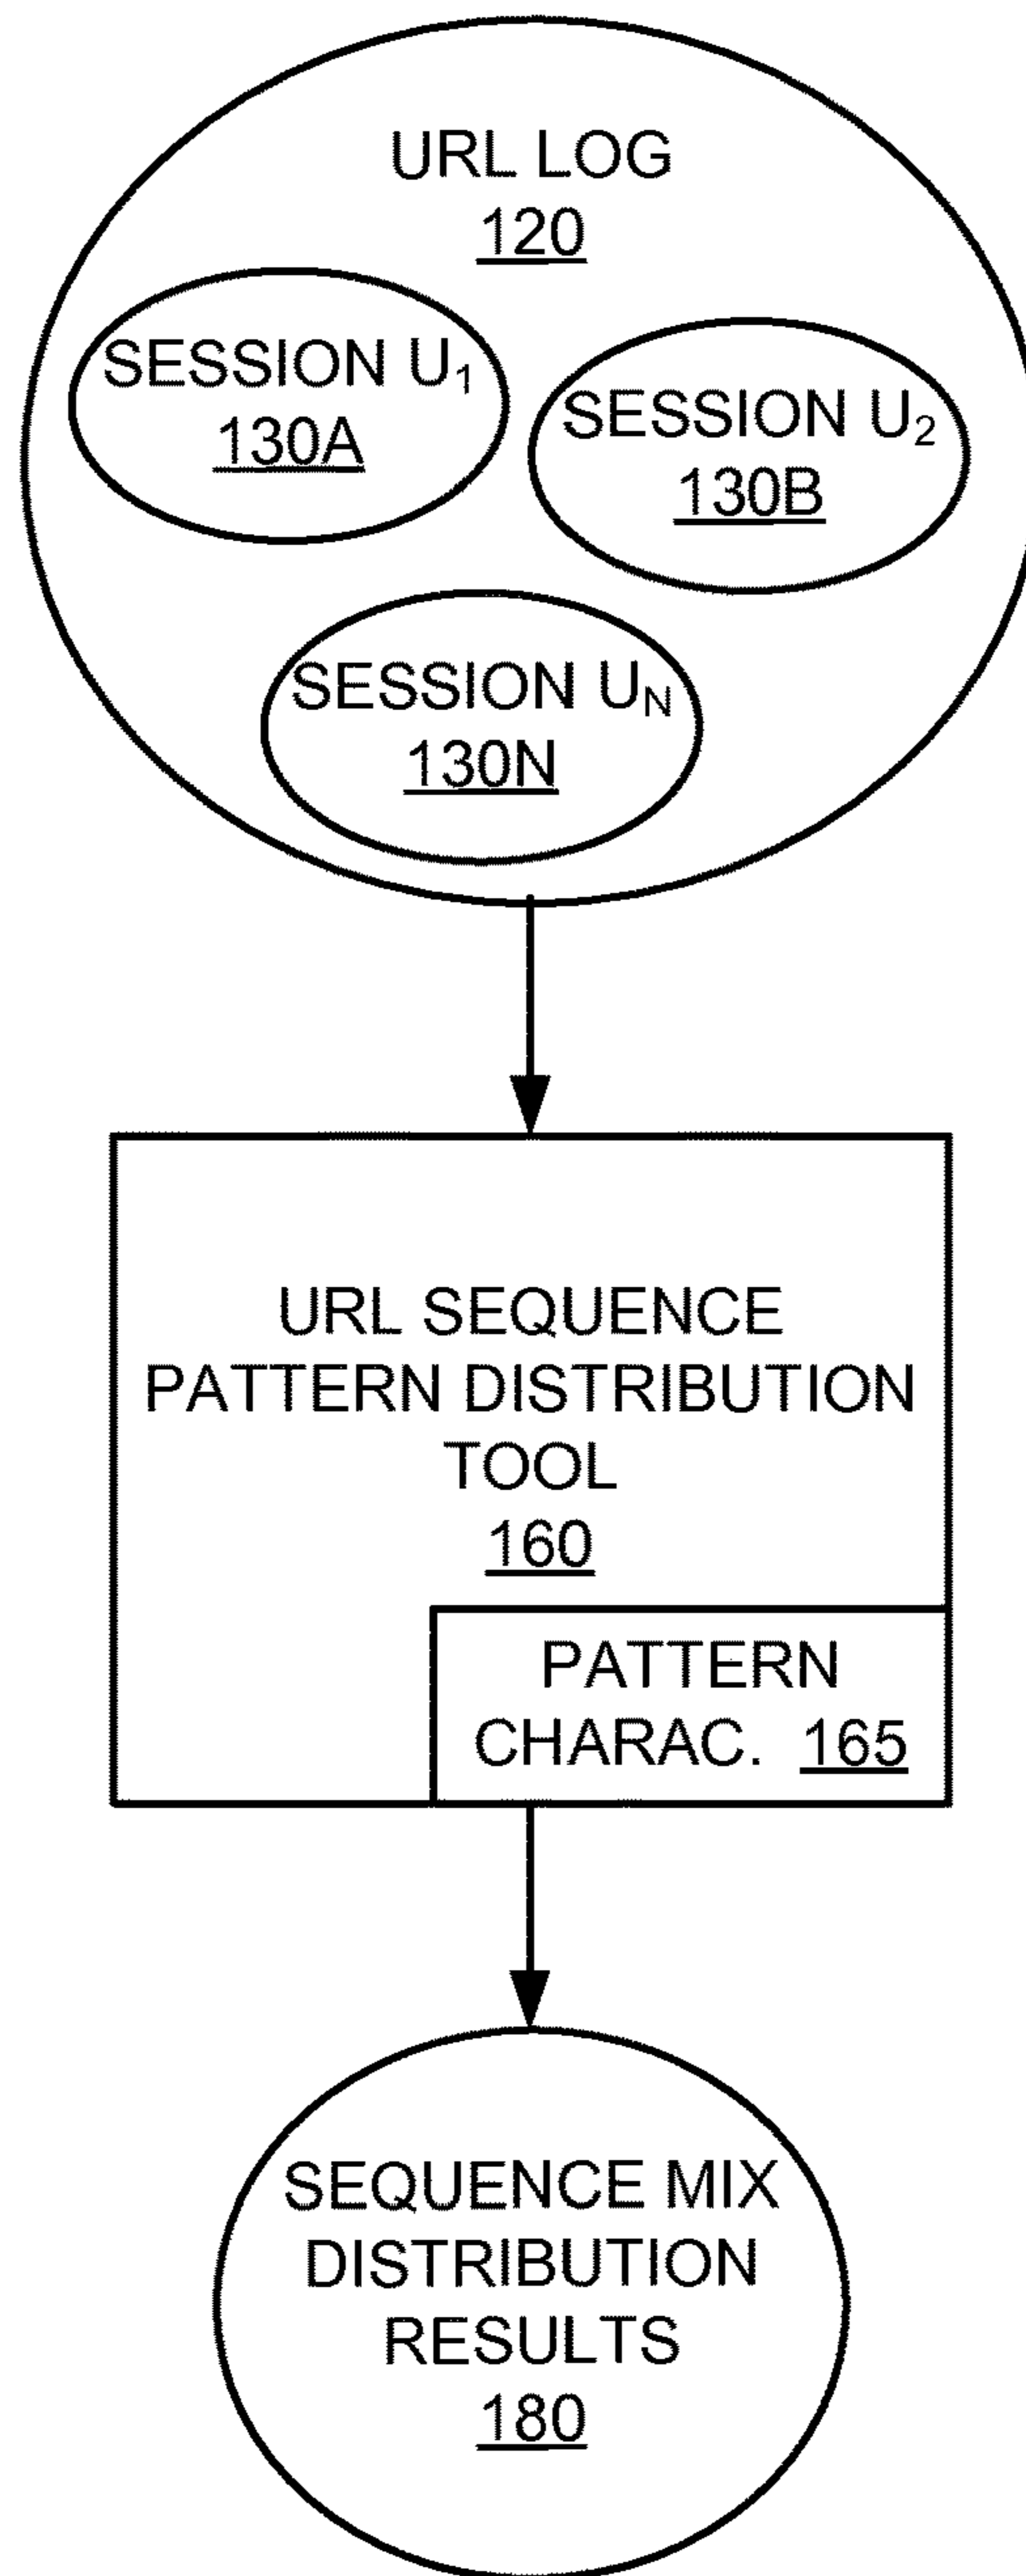 URL LOG
120
SESSION U₁
130A
SESSION U₂
130B
SESSION U_N
130N
URL SEQUENCE
PATTERN DISTRIBUTION
TOOL
160
PATTERN
CHARAC. 165
SEQUENCE MIX
DISTRIBUTION
RESULTS
180